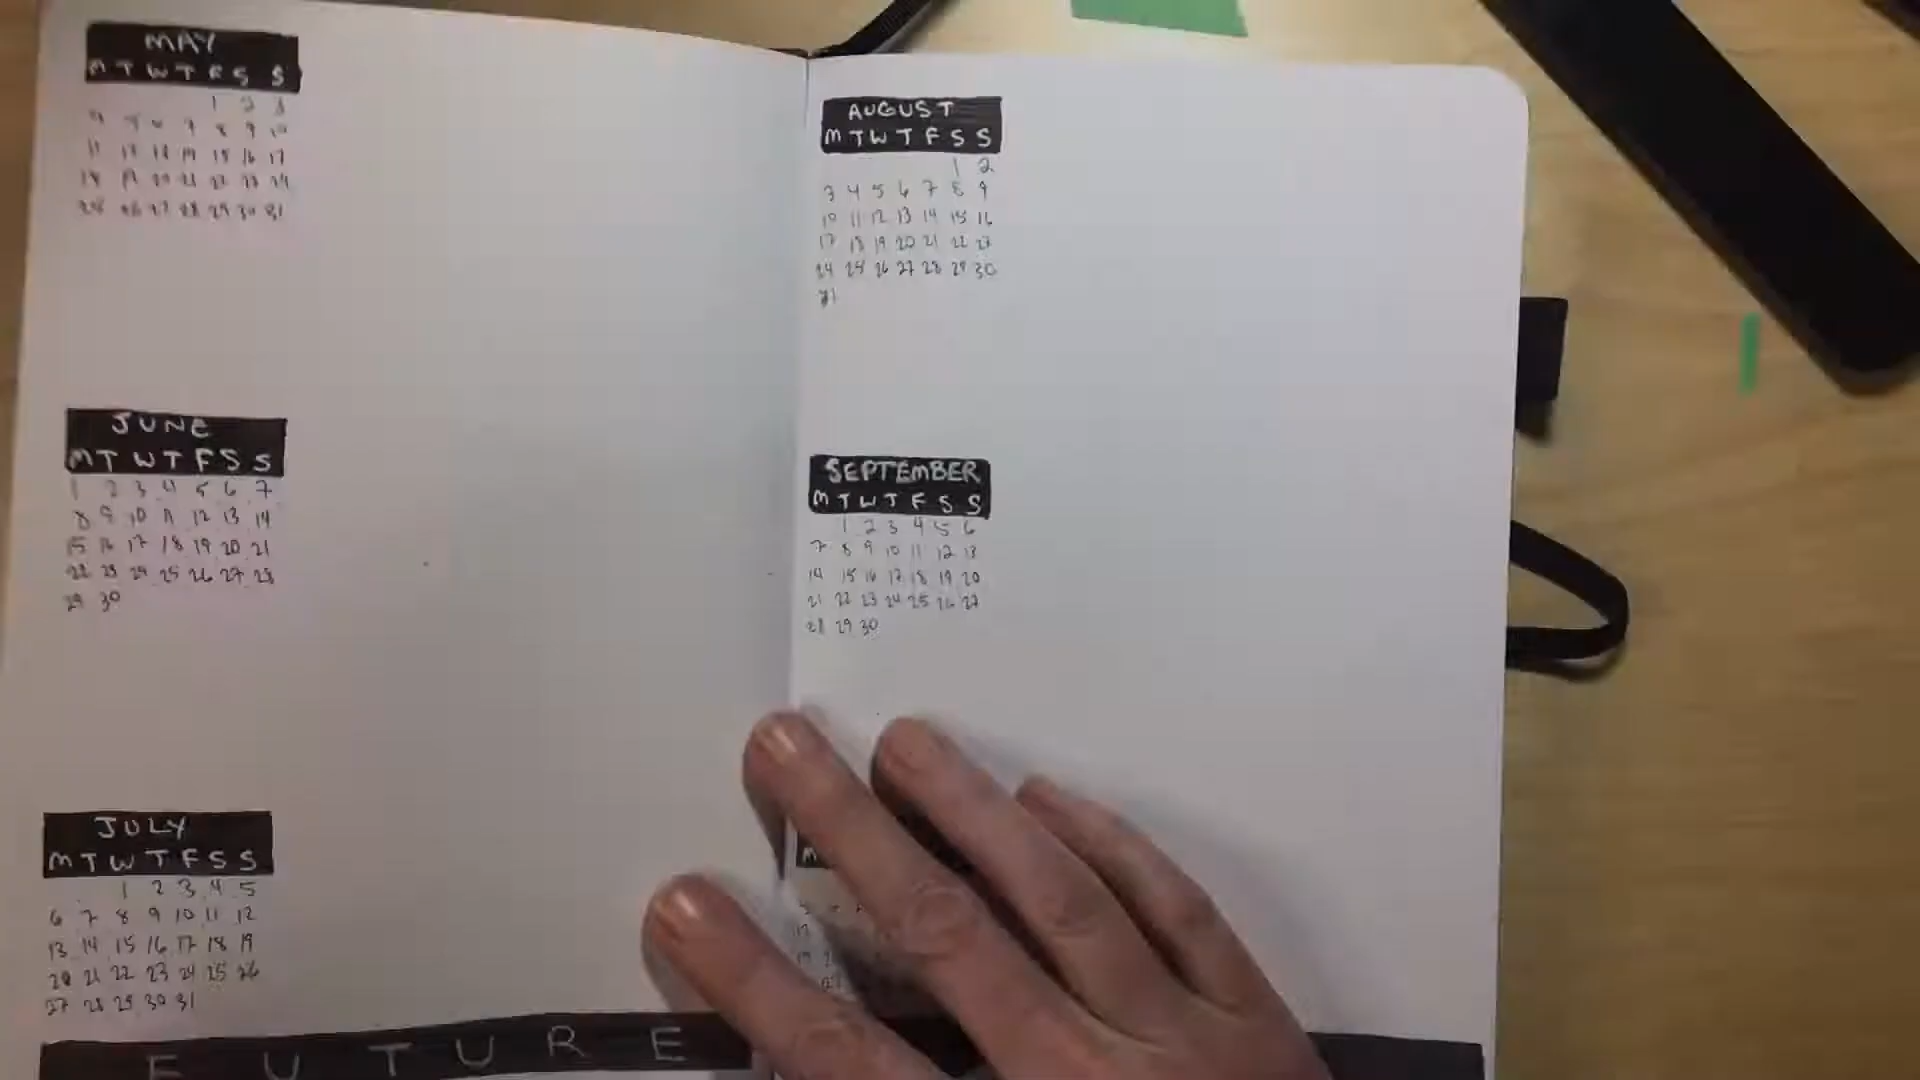 MAY
M T W T F S S
1 2 3
4 5 6 7 8 9 10
11 12 13 14 15 16 17
18 19 20 21 22 23 24
25 26 27 28 29 30 31
JUNE
M T W T F S S
1 2 3 4 5 6 7
8 9 10 11 12 13 14
15 16 17 18 19 20 21
22 23 24 25 26 27 28
29 30
JULY
M T W T F S S
1 2 3 4 5
6 7 8 9 10 11 12
13 14 15 16 17 18 19
20 21 22 23 24 25 26
27 28 29 30 31
AUGUST
M T W T F S S
1 2
3 4 5 6 7 8 9
10 11 12 13 14 15 16
17 18 19 20 21 22 23
24 25 26 27 28 29 30
31
SEPTEMBER
M T W T F S S
1 2 3 4 5 6
7 8 9 10 11 12 13
14 15 16 17 18 19 20
21 22 23 24 25 26 27
28 29 30
M
FUTURE